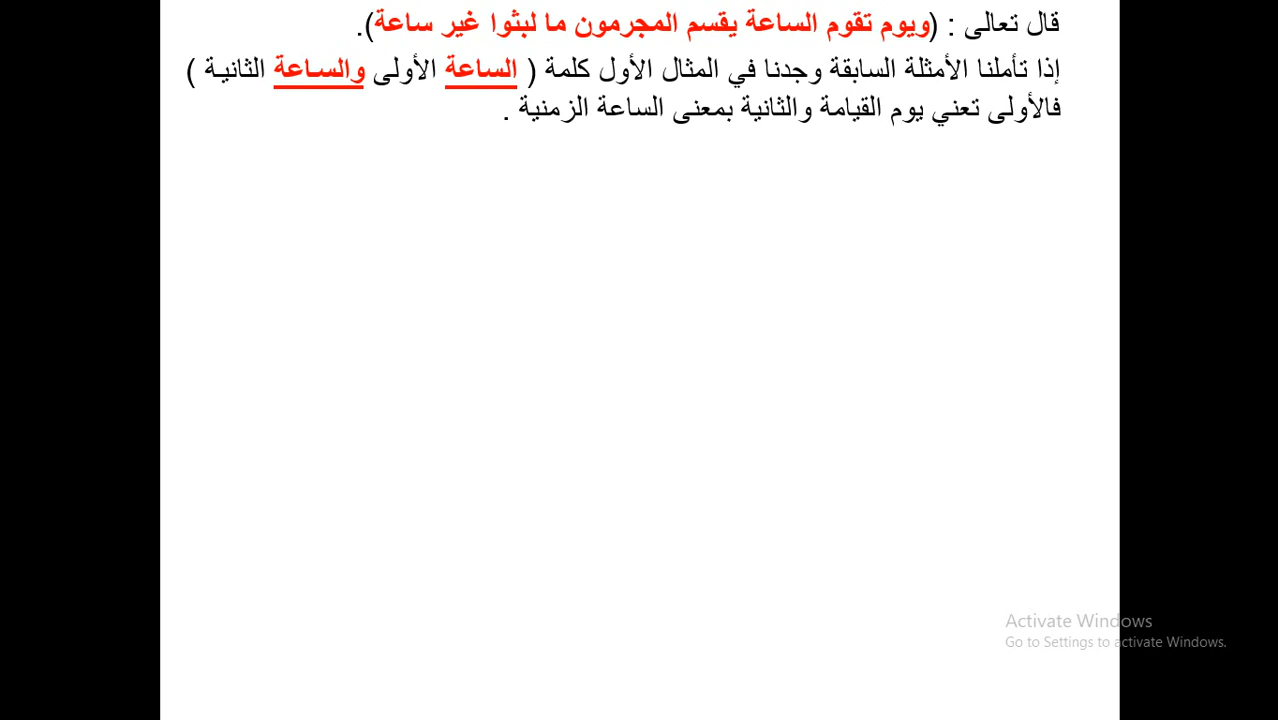 قال تعالى : (ويوم تقوم الساعة يقسم المجرمون ما لبثوا غير ساعة).
إذا تأملنا الأمثلة السابقة وجدنا في المثال الأول كلمة ( الساعة الأولى والساعة الثانية )
فالأولى تعني يوم القيامة والثانية بمعنى الساعة الزمنية .
Activate Windows
Go to Settings to activate Windows.